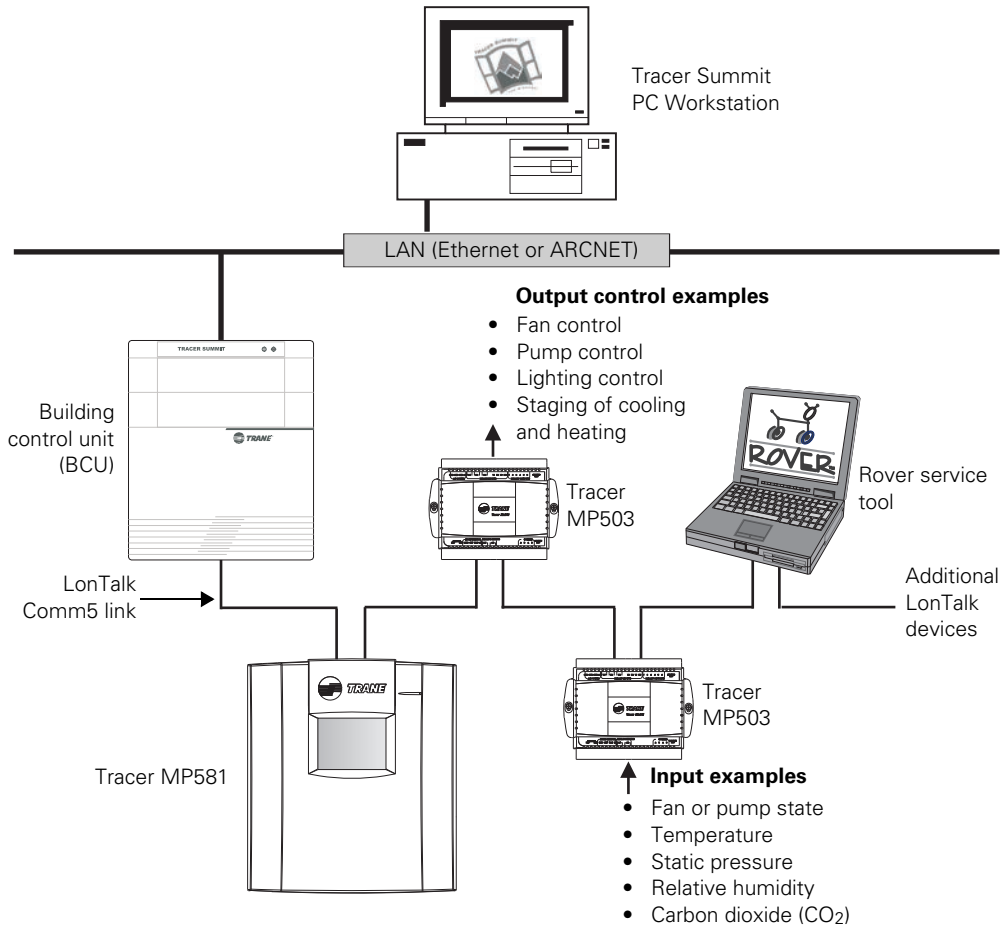 Tracer Summit
PC Workstation
LAN (Ethernet or ARCNET)
Output control examples
• Fan control
• Pump control
• Lighting control
• Staging of cooling
and heating
TRACER SUMMIT
TRANE
Building
control unit
(BCU)
Tracer
MP503
TRANE
ROVER
Rover service
tool
LonTalk
Comm5 link
Additional
LonTalk
devices
TRANE
Tracer MP581
TRANE
Tracer
MP503
Input examples
• Fan or pump state
• Temperature
• Static pressure
• Relative humidity
• Carbon dioxide (CO2)